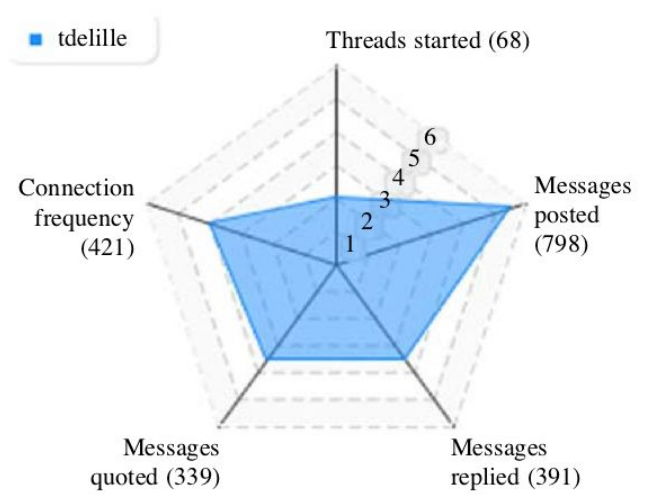 tdelille
Threads started (68)
6
5
4
3
2
1
Connection
frequency
(421)
Messages
posted
(798)
Messages
quoted (339)
Messages
replied (391)